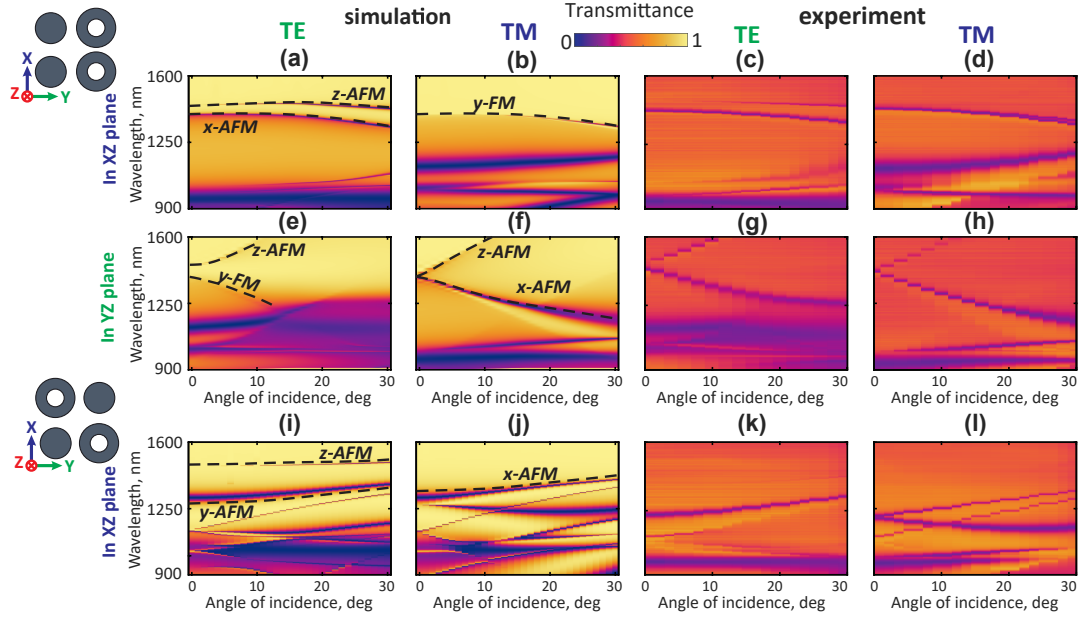 simulation
Transmittance
0
1
experiment
TE
TM
TE
TM
X
Z
Y
(a)
(b)
(c)
(d)
In XZ plane
Wavelength, nm
1600
1250
900
z-AFM
x-AFM
y-FM
(e)
(f)
(g)
(h)
In YZ plane
Wavelength, nm
1600
1250
900
z-AFM
y-FM
z-AFM
x-AFM
0 10 20 30
0 10 20 30
0 10 20 30
0 10 20 30
Angle of incidence, deg
Angle of incidence, deg
Angle of incidence, deg
Angle of incidence, deg
X
Z
Y
(i)
(j)
(k)
(l)
In XZ plane
Wavelength, nm
1600
1250
900
z-AFM
y-AFM
x-AFM
0 10 20 30
0 10 20 30
0 10 20 30
0 10 20 30
Angle of incidence, deg
Angle of incidence, deg
Angle of incidence, deg
Angle of incidence, deg